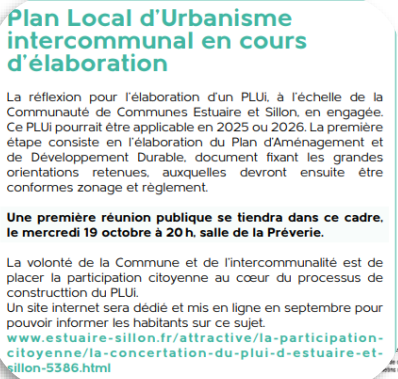 Plan Local d'Urbanisme
intercommunal en cours
d'élaboration
La réflexion pour l'élaboration d'un PLUi, à l'échelle de la
Communauté de Communes Estuaire et Sillon, en engagée.
Ce PLUi pourrait être applicable en 2025 ou 2026. La première
étape consiste en l'élaboration du Plan d'Aménagement et
de Développement Durable, document fixant les grandes
orientations retenues, auxquelles devront ensuite être
conformes zonage et règlement.
Une première réunion publique se tiendra dans ce cadre,
le mercredi 19 octobre à 20 h, salle de la Préverie.
La volonté de la Commune et de l'intercommunalité est de
placer la participation citoyenne au cœur du processus de
constructtion du PLUi.
Un site internet sera dédié et mis en ligne en septembre pour
pouvoir informer les habitants sur ce sujet.
www.estuaire-sillon.fr/attractive/la-participation-
citoyenne/la-concertation-du-plui-d-estuaire-et-
sillon-5386.html